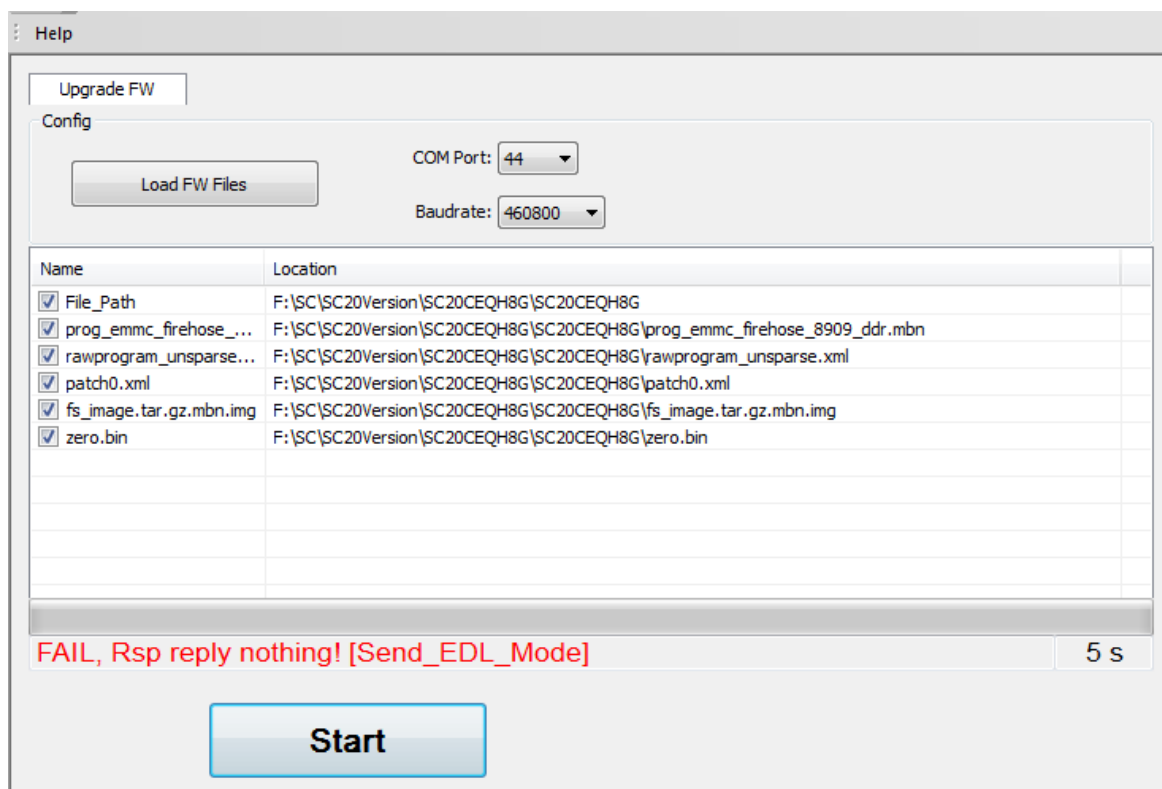 Help
Upgrade FW
Config
Load FW Files
COM Port: 44
Baudrate: 460800
Name Location
File_Path F:\SC\SC20Version\SC20CEQH8G\SC20CEQH8G
prog_emmc_firehose_... F:\SC\SC20Version\SC20CEQH8G\SC20CEQH8G\prog_emmc_firehose_8909_ddr.mbn
rawprogram_unsparse... F:\SC\SC20Version\SC20CEQH8G\SC20CEQH8G\rawprogram_unsparse.xml
patch0.xml F:\SC\SC20Version\SC20CEQH8G\SC20CEQH8G\patch0.xml
fs_image.tar.gz.mbn.img F:\SC\SC20Version\SC20CEQH8G\SC20CEQH8G\fs_image.tar.gz.mbn.img
zero.bin F:\SC\SC20Version\SC20CEQH8G\SC20CEQH8G\zero.bin
FAIL, Rsp reply nothing! [Send_EDL_Mode] 5 s
Start